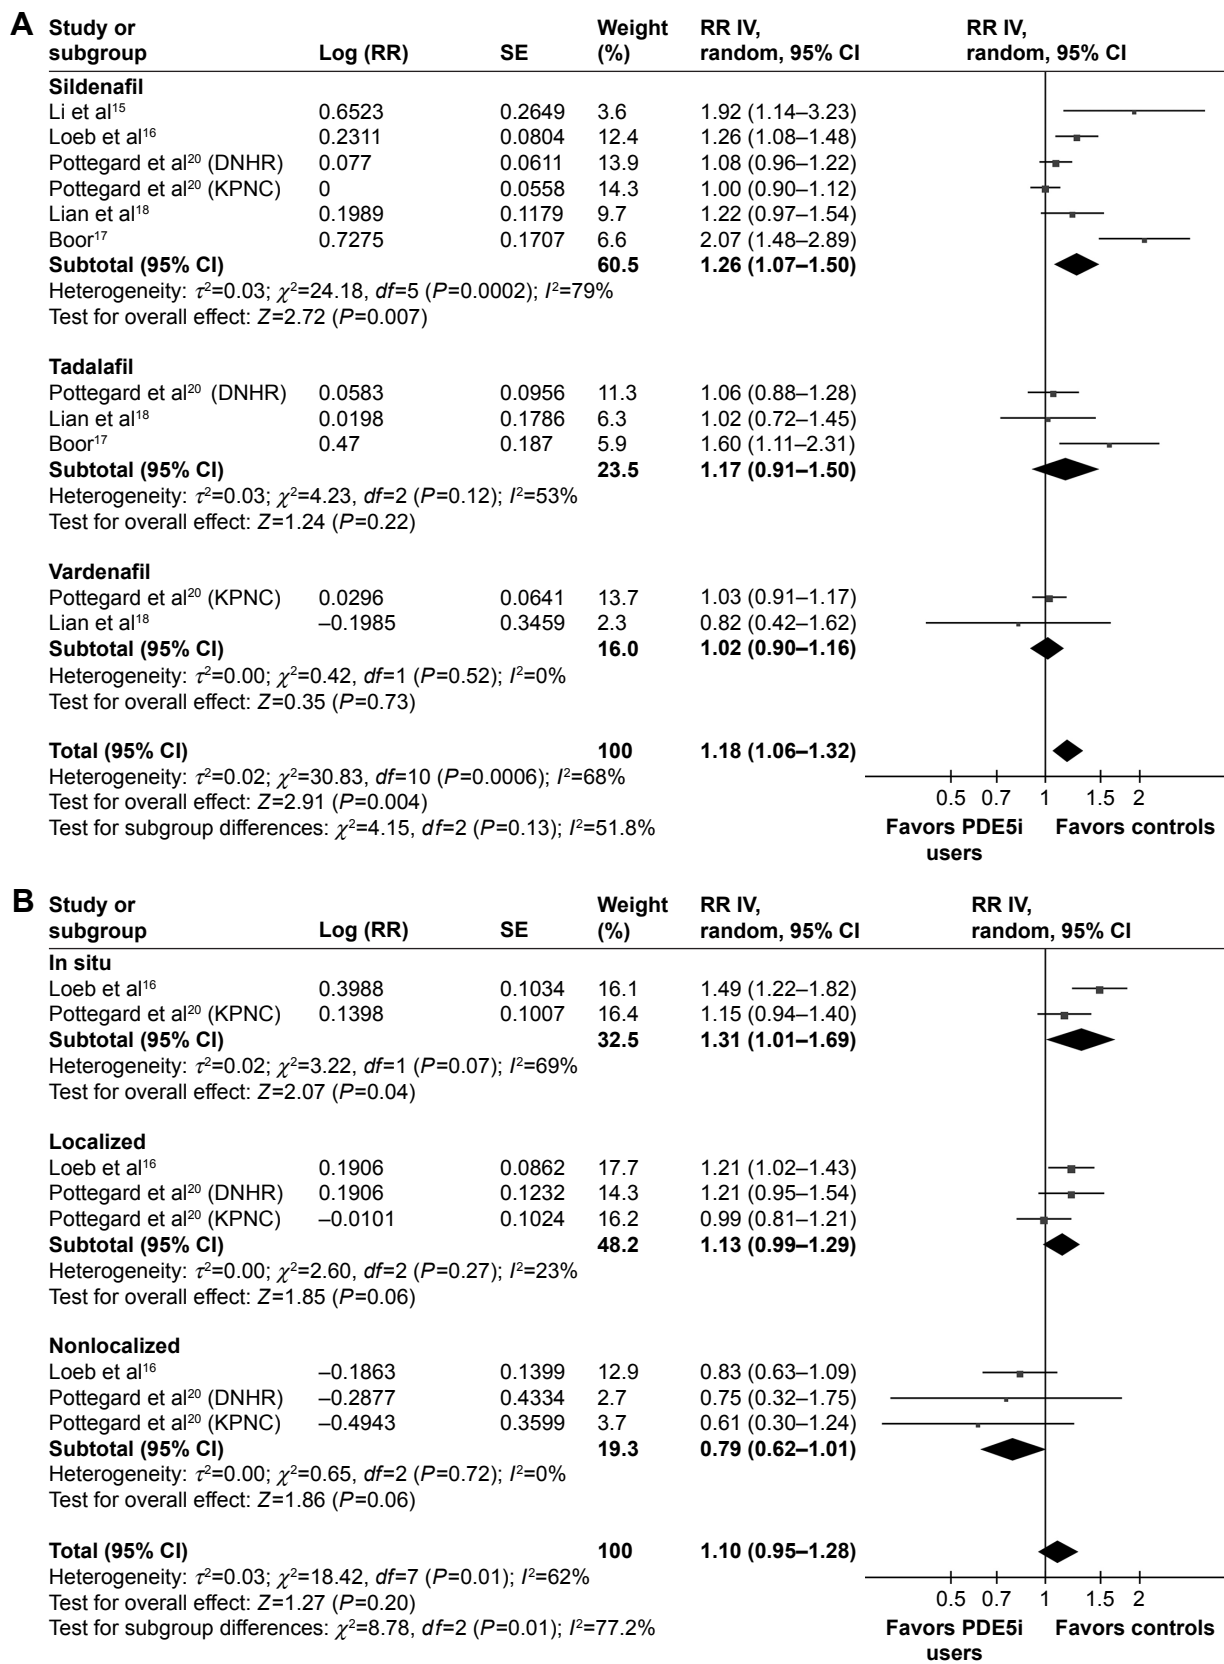 A Study or subgroup Log (RR) SE Weight (%) RR IV, random, 95% CI RR IV, random, 95% CI
Sildenafil
Li et al15 0.6523 0.2649 3.6 1.92 (1.14–3.23)
Loeb et al16 0.2311 0.0804 12.4 1.26 (1.08–1.48)
Pottegard et al20 (DNHR) 0.077 0.0611 13.9 1.08 (0.96–1.22)
Pottegard et al20 (KPNC) 0 0.0558 14.3 1.00 (0.90–1.12)
Lian et al18 0.1989 0.1179 9.7 1.22 (0.97–1.54)
Boor17 0.7275 0.1707 6.6 2.07 (1.48–2.89)
Subtotal (95% CI) 60.5 1.26 (1.07–1.50)
Heterogeneity: τ2=0.03; χ2=24.18, df=5 (P=0.0002); I2=79%
Test for overall effect: Z=2.72 (P=0.007)
Tadalafil
Pottegard et al20 (DNHR) 0.0583 0.0956 11.3 1.06 (0.88–1.28)
Lian et al18 0.0198 0.1786 6.3 1.02 (0.72–1.45)
Boor17 0.47 0.187 5.9 1.60 (1.11–2.31)
Subtotal (95% CI) 23.5 1.17 (0.91–1.50)
Heterogeneity: τ2=0.03; χ2=4.23, df=2 (P=0.12); I2=53%
Test for overall effect: Z=1.24 (P=0.22)
Vardenafil
Pottegard et al20 (KPNC) 0.0296 0.0641 13.7 1.03 (0.91–1.17)
Lian et al18 –0.1985 0.3459 2.3 0.82 (0.42–1.62)
Subtotal (95% CI) 16.0 1.02 (0.90–1.16)
Heterogeneity: τ2=0.00; χ2=0.42, df=1 (P=0.52); I2=0%
Test for overall effect: Z=0.35 (P=0.73)
Total (95% CI) 100 1.18 (1.06–1.32)
Heterogeneity: τ2=0.02; χ2=30.83, df=10 (P=0.0006); I2=68%
Test for overall effect: Z=2.91 (P=0.004)
Test for subgroup differences: χ2=4.15, df=2 (P=0.13); I2=51.8%
0.5 0.7 1 1.5 2
Favors PDE5i users Favors controls
B Study or subgroup Log (RR) SE Weight (%) RR IV, random, 95% CI RR IV, random, 95% CI
In situ
Loeb et al16 0.3988 0.1034 16.1 1.49 (1.22–1.82)
Pottegard et al20 (KPNC) 0.1398 0.1007 16.4 1.15 (0.94–1.40)
Subtotal (95% CI) 32.5 1.31 (1.01–1.69)
Heterogeneity: τ2=0.02; χ2=3.22, df=1 (P=0.07); I2=69%
Test for overall effect: Z=2.07 (P=0.04)
Localized
Loeb et al16 0.1906 0.0862 17.7 1.21 (1.02–1.43)
Pottegard et al20 (DNHR) 0.1906 0.1232 14.3 1.21 (0.95–1.54)
Pottegard et al20 (KPNC) –0.0101 0.1024 16.2 0.99 (0.81–1.21)
Subtotal (95% CI) 48.2 1.13 (0.99–1.29)
Heterogeneity: τ2=0.00; χ2=2.60, df=2 (P=0.27); I2=23%
Test for overall effect: Z=1.85 (P=0.06)
Nonlocalized
Loeb et al16 –0.1863 0.1399 12.9 0.83 (0.63–1.09)
Pottegard et al20 (DNHR) –0.2877 0.4334 2.7 0.75 (0.32–1.75)
Pottegard et al20 (KPNC) –0.4943 0.3599 3.7 0.61 (0.30–1.24)
Subtotal (95% CI) 19.3 0.79 (0.62–1.01)
Heterogeneity: τ2=0.00; χ2=0.65, df=2 (P=0.72); I2=0%
Test for overall effect: Z=1.86 (P=0.06)
Total (95% CI) 100 1.10 (0.95–1.28)
Heterogeneity: τ2=0.03; χ2=18.42, df=7 (P=0.01); I2=62%
Test for overall effect: Z=1.27 (P=0.20)
Test for subgroup differences: χ2=8.78, df=2 (P=0.01); I2=77.2%
0.5 0.7 1 1.5 2
Favors PDE5i users Favors controls